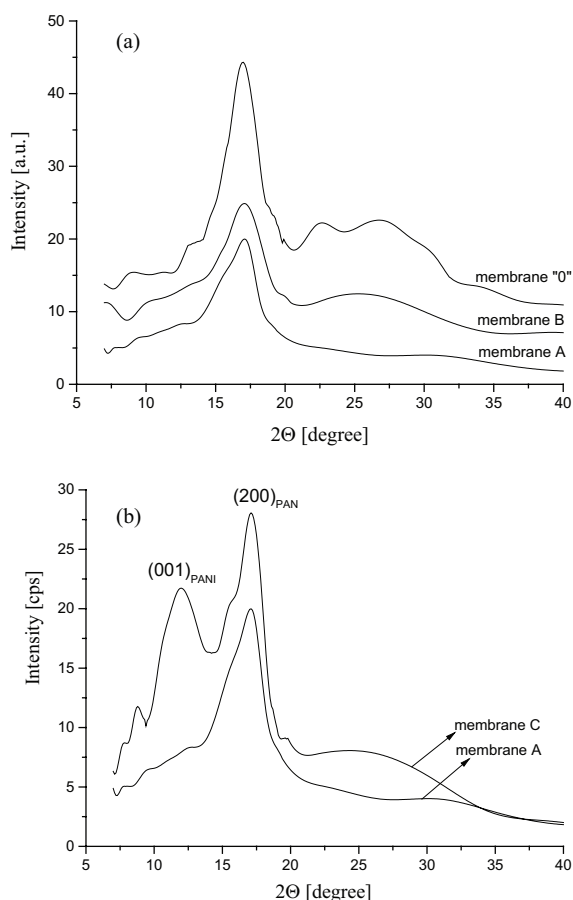 (a)
50
45
40
30
20
10
0
5
10
15
20
25
30
35
40
Intensity [a.u.]
2Θ [degree]
membrane "0"
membrane B
membrane A
(b)
30
25
20
15
10
5
0
5
10
15
20
25
30
35
40
Intensity [cps]
2Θ [degree]
(001)PANI
(200)PAN
membrane C
membrane A